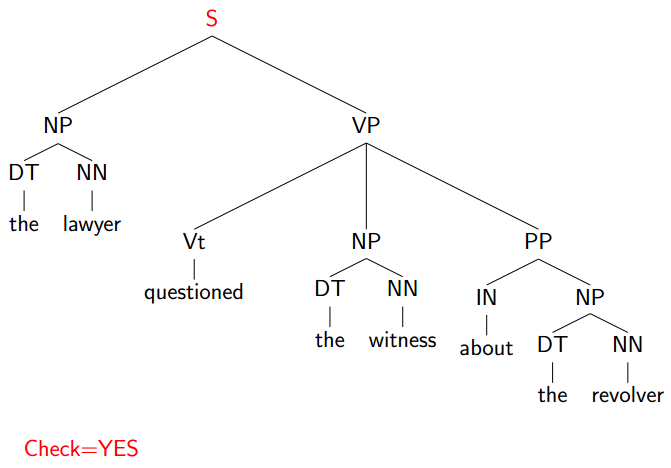 S
NP VP
DT NN
the lawyer
Vt NP PP
questioned DT NN IN NP
the witness about DT NN
the revolver
Check=YES